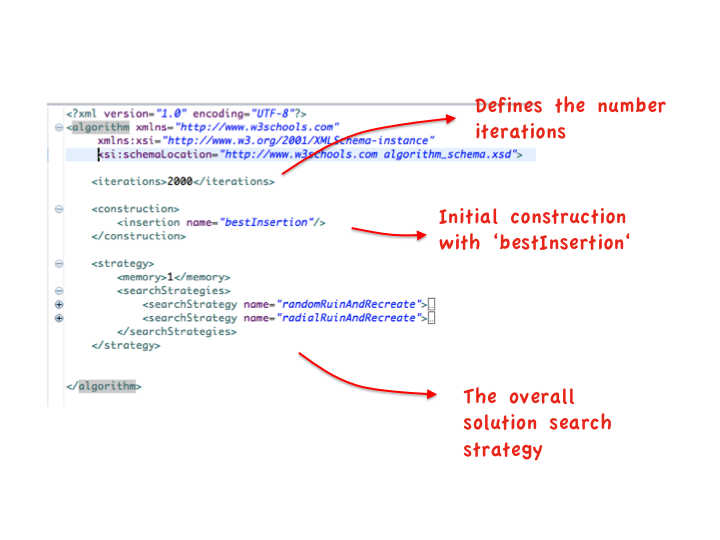 <?xml version="1.0" encoding="UTF-8"?>
<algorithm xmlns="http://www.w3schools.com"
xmlns:xsi="http://www.w3.org/2001/XMLSchema-instance"
xsi:schemaLocation="http://www.w3schools.com algorithm_schema.xsd">
<iterations>2000</iterations>
<construction>
<insertion name="bestInsertion"/>
</construction>
<strategy>
<memory>1</memory>
<searchStrategies>
<searchStrategy name="randomRuinAndRecreate">
<searchStrategy name="radialRuinAndRecreate">
</searchStrategies>
</strategy>
</algorithm>
Defines the number
iterations
Initial construction
with ‘bestInsertion‘
The overall
solution search
strategy